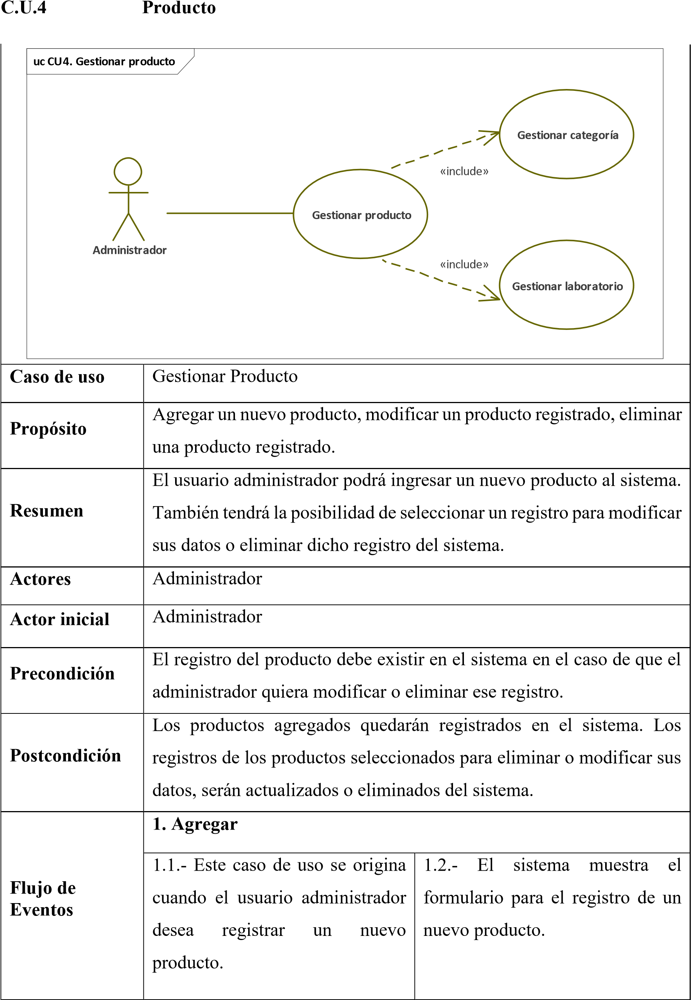 C.U.4 Producto
uc CU4. Gestionar producto
Gestionar categoría
«include»
Gestionar producto
Administrador
«include»
Gestionar laboratorio
Caso de uso
Gestionar Producto
Propósito
Agregar un nuevo producto, modificar un producto registrado, eliminar
una producto registrado.
Resumen
El usuario administrador podrá ingresar un nuevo producto al sistema.
También tendrá la posibilidad de seleccionar un registro para modificar
sus datos o eliminar dicho registro del sistema.
Actores
Administrador
Actor inicial
Administrador
Precondición
El registro del producto debe existir en el sistema en el caso de que el
administrador quiera modificar o eliminar ese registro.
Postcondición
Los productos agregados quedarán registrados en el sistema. Los
registros de los productos seleccionados para eliminar o modificar sus
datos, serán actualizados o eliminados del sistema.
Flujo de
Eventos
1. Agregar
1.1.- Este caso de uso se origina
cuando el usuario administrador
desea registrar un nuevo
producto.
1.2.- El sistema muestra el
formulario para el registro de un
nuevo producto.